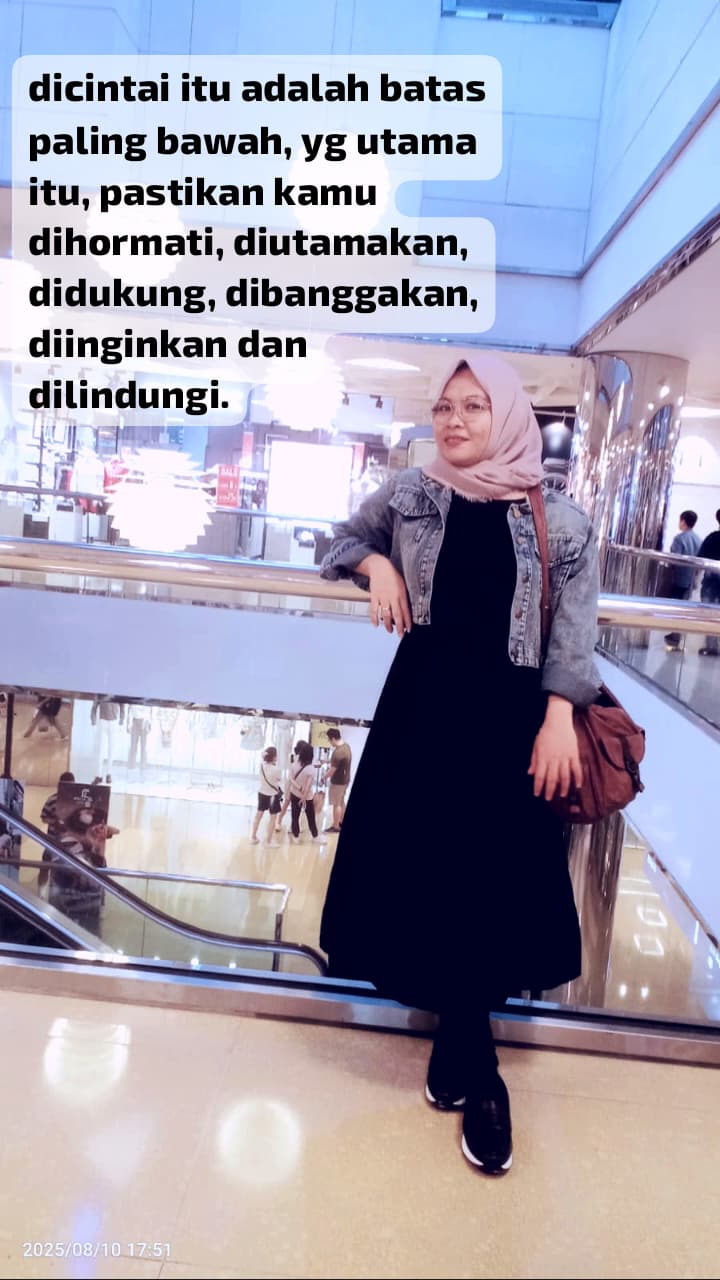 dicintai itu adalah batas
paling bawah, yg utama
itu, pastikan kamu
dihormati, diutamakan,
didukung, dibanggakan,
diinginkan dan
dilindungi.
SALE
2025/08/10 17:51